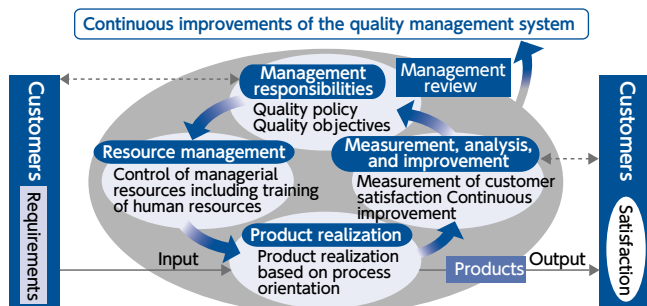 Continuous improvements of the quality management system
Customers
Requirements
Management
responsibilities
Quality policy
Quality objectives
Management
review
Resource management
Control of managerial
resources including training
of human resources
Measurement, analysis,
and improvement
Measurement of customer
satisfaction Continuous
improvement
Product realization
Product realization
based on process
orientation
Input
Products
Output
Customers
Satisfaction